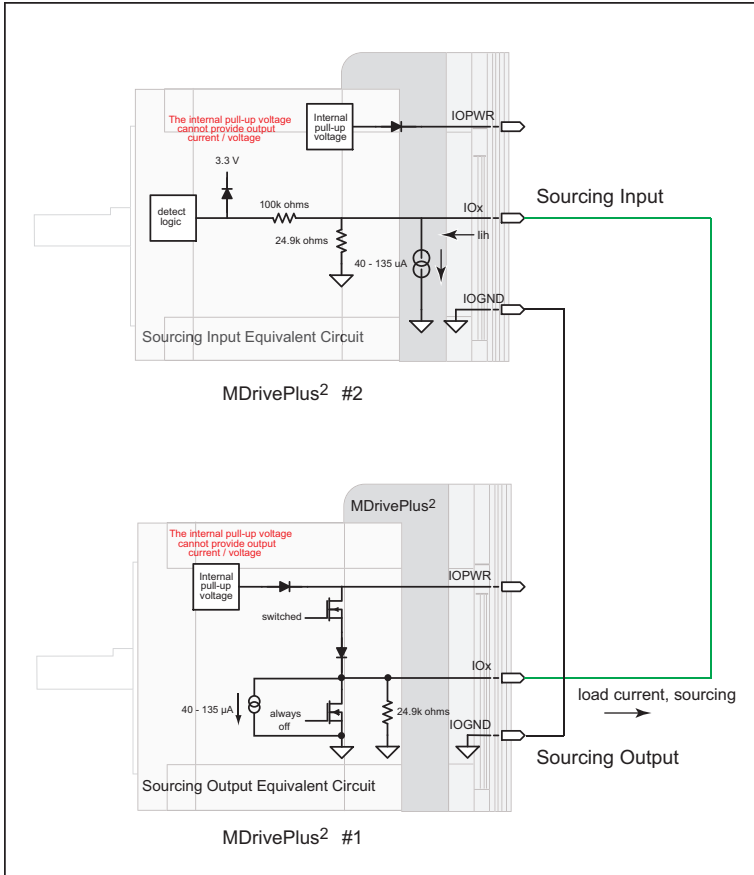 The internal pull-up voltage
cannot provide output
current / voltage
Internal
pull-up
voltage
IOPWR
3.3 V
detect
logic
100k ohms
24.9k ohms
IOx
Sourcing Input
Iih
40 - 135 uA
IOGND
Sourcing Input Equivalent Circuit
MDrivePlus2 #2
MDrivePlus2
The internal pull-up voltage
cannot provide output
current / voltage
Internal
pull-up
voltage
IOPWR
switched
IOx
load current, sourcing
40 - 135 µA
always
off
24.9k ohms
IOGND
Sourcing Output
Sourcing Output Equivalent Circuit
MDrivePlus2 #1